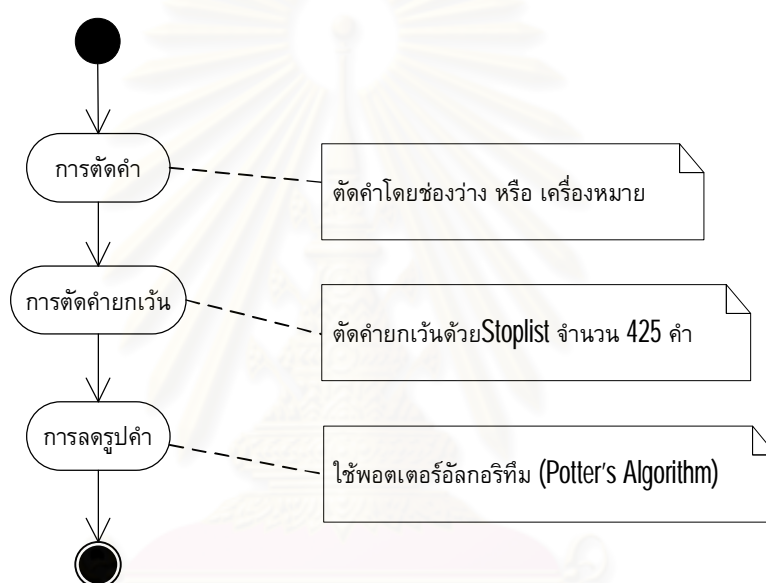 การตัดคำ
ตัดคำโดยช่องว่าง หรือ เครื่องหมาย
การตัดคำยกเว้น
ตัดคำยกเว้นด้วยStoplist จำนวน 425 คำ
การลดรูปคำ
ใช้พอตเตอร์อัลกอริทึม (Potter's Algorithm)